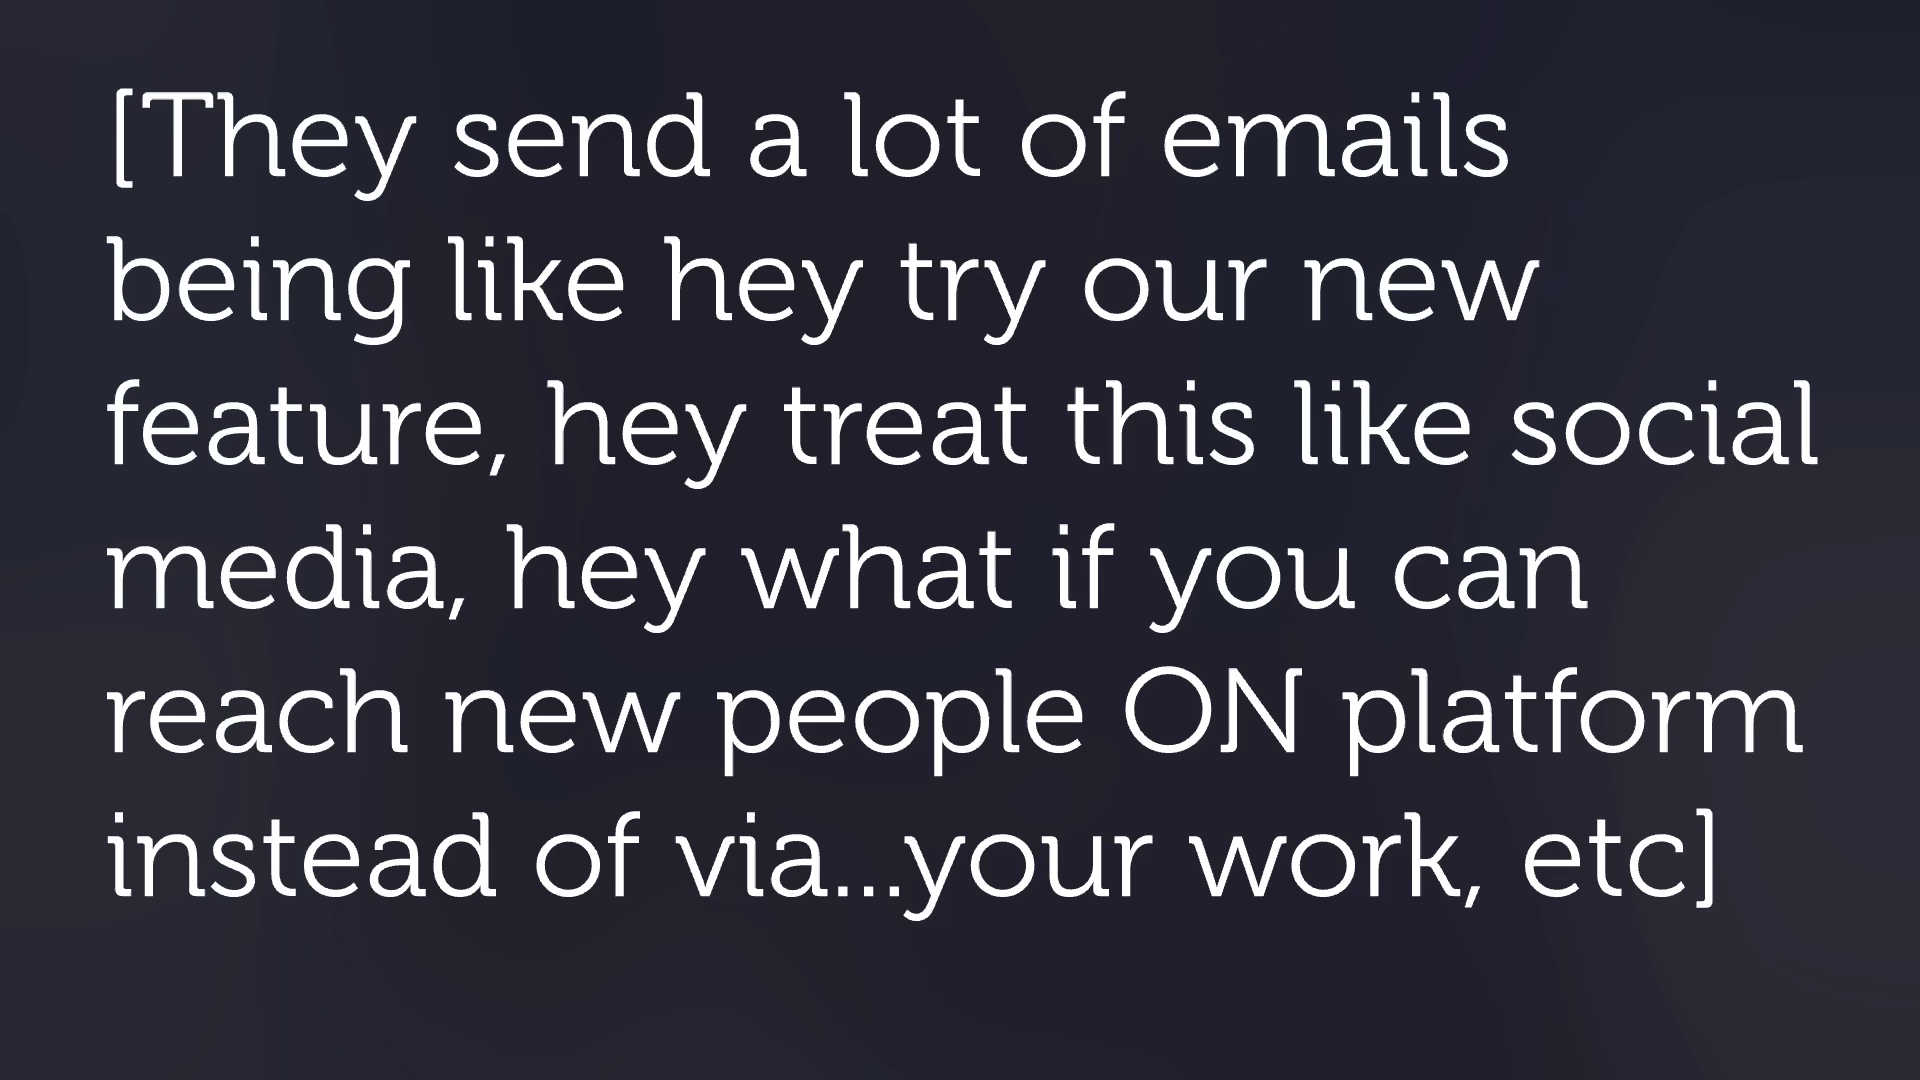 [They send a lot of emails
being like hey try our new
feature, hey treat this like social
media, hey what if you can
reach new people ON platform
instead of via...your work, etc]